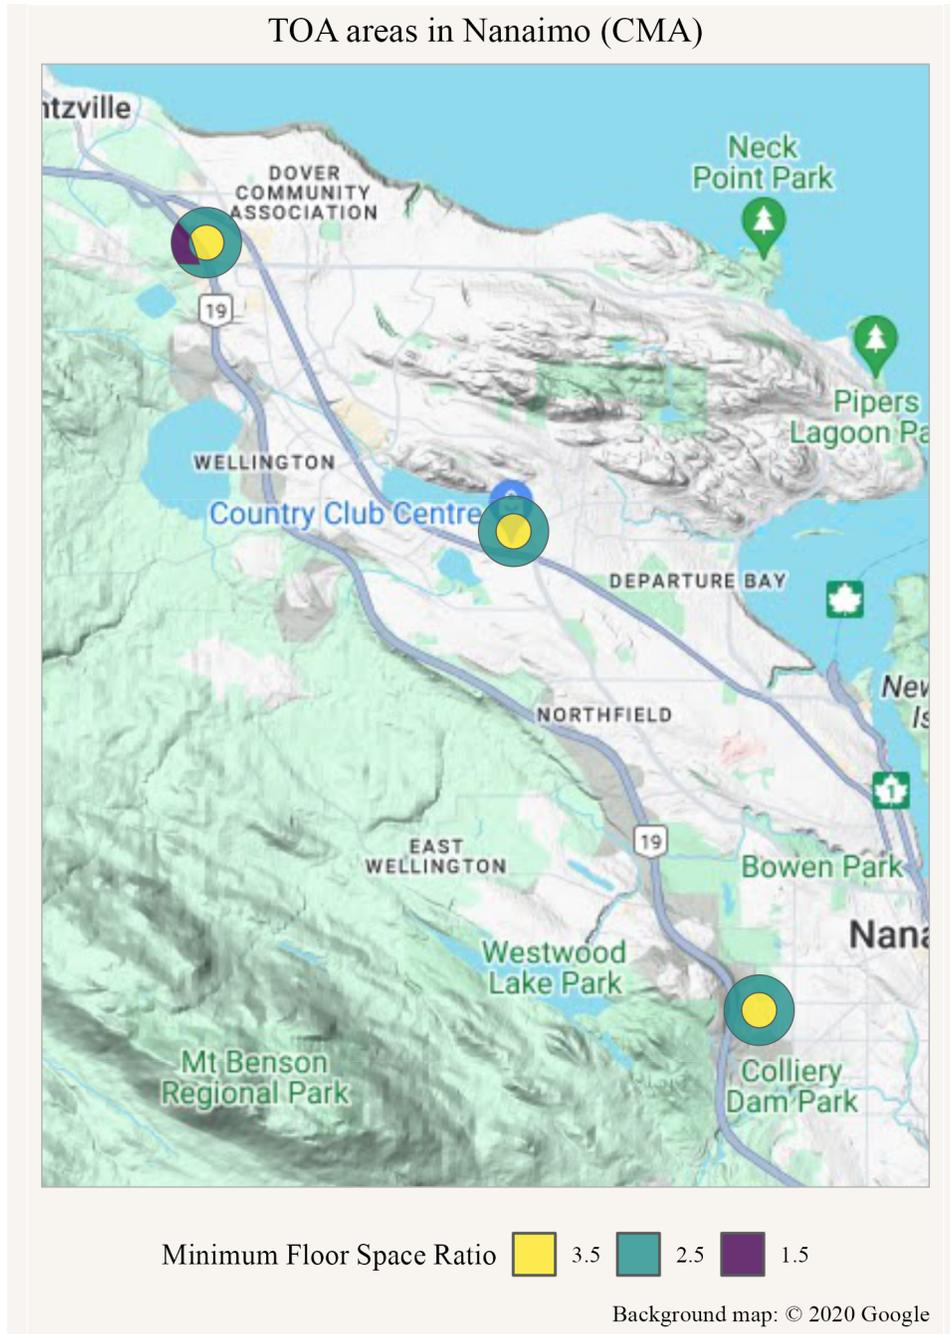 TOA areas in Nanaimo (CMA)
ntzville
Neck
Point Park
DOVER
COMMUNITY
ASSOCIATION
19
Pipers
Lagoon Pa
WELLINGTON
Country Club Centre
DEPARTURE BAY
New
Is
NORTHFIELD
1
19
EAST
WELLINGTON
Bowen Park
Nana
Westwood
Lake Park
Mt Benson
Regional Park
Colliery
Dam Park
Minimum Floor Space Ratio 3.5 2.5 1.5
Background map: © 2020 Google